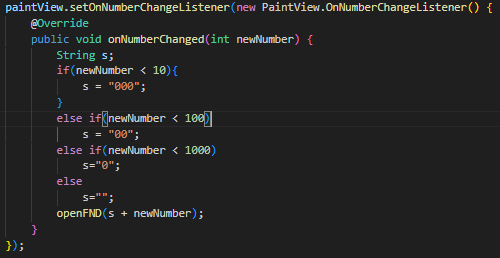 paintView.setOnNumberChangeListener(new PaintView.OnNumberChangeListener() {
    @Override
    public void onNumberChanged(int newNumber) {
        String s;
        if(newNumber < 10){
            s = "000";
        }
        else if(newNumber < 100)
            s = "00";
        else if(newNumber < 1000)
            s="0";
        else
            s="";
        openFND(s + newNumber);
    }
});